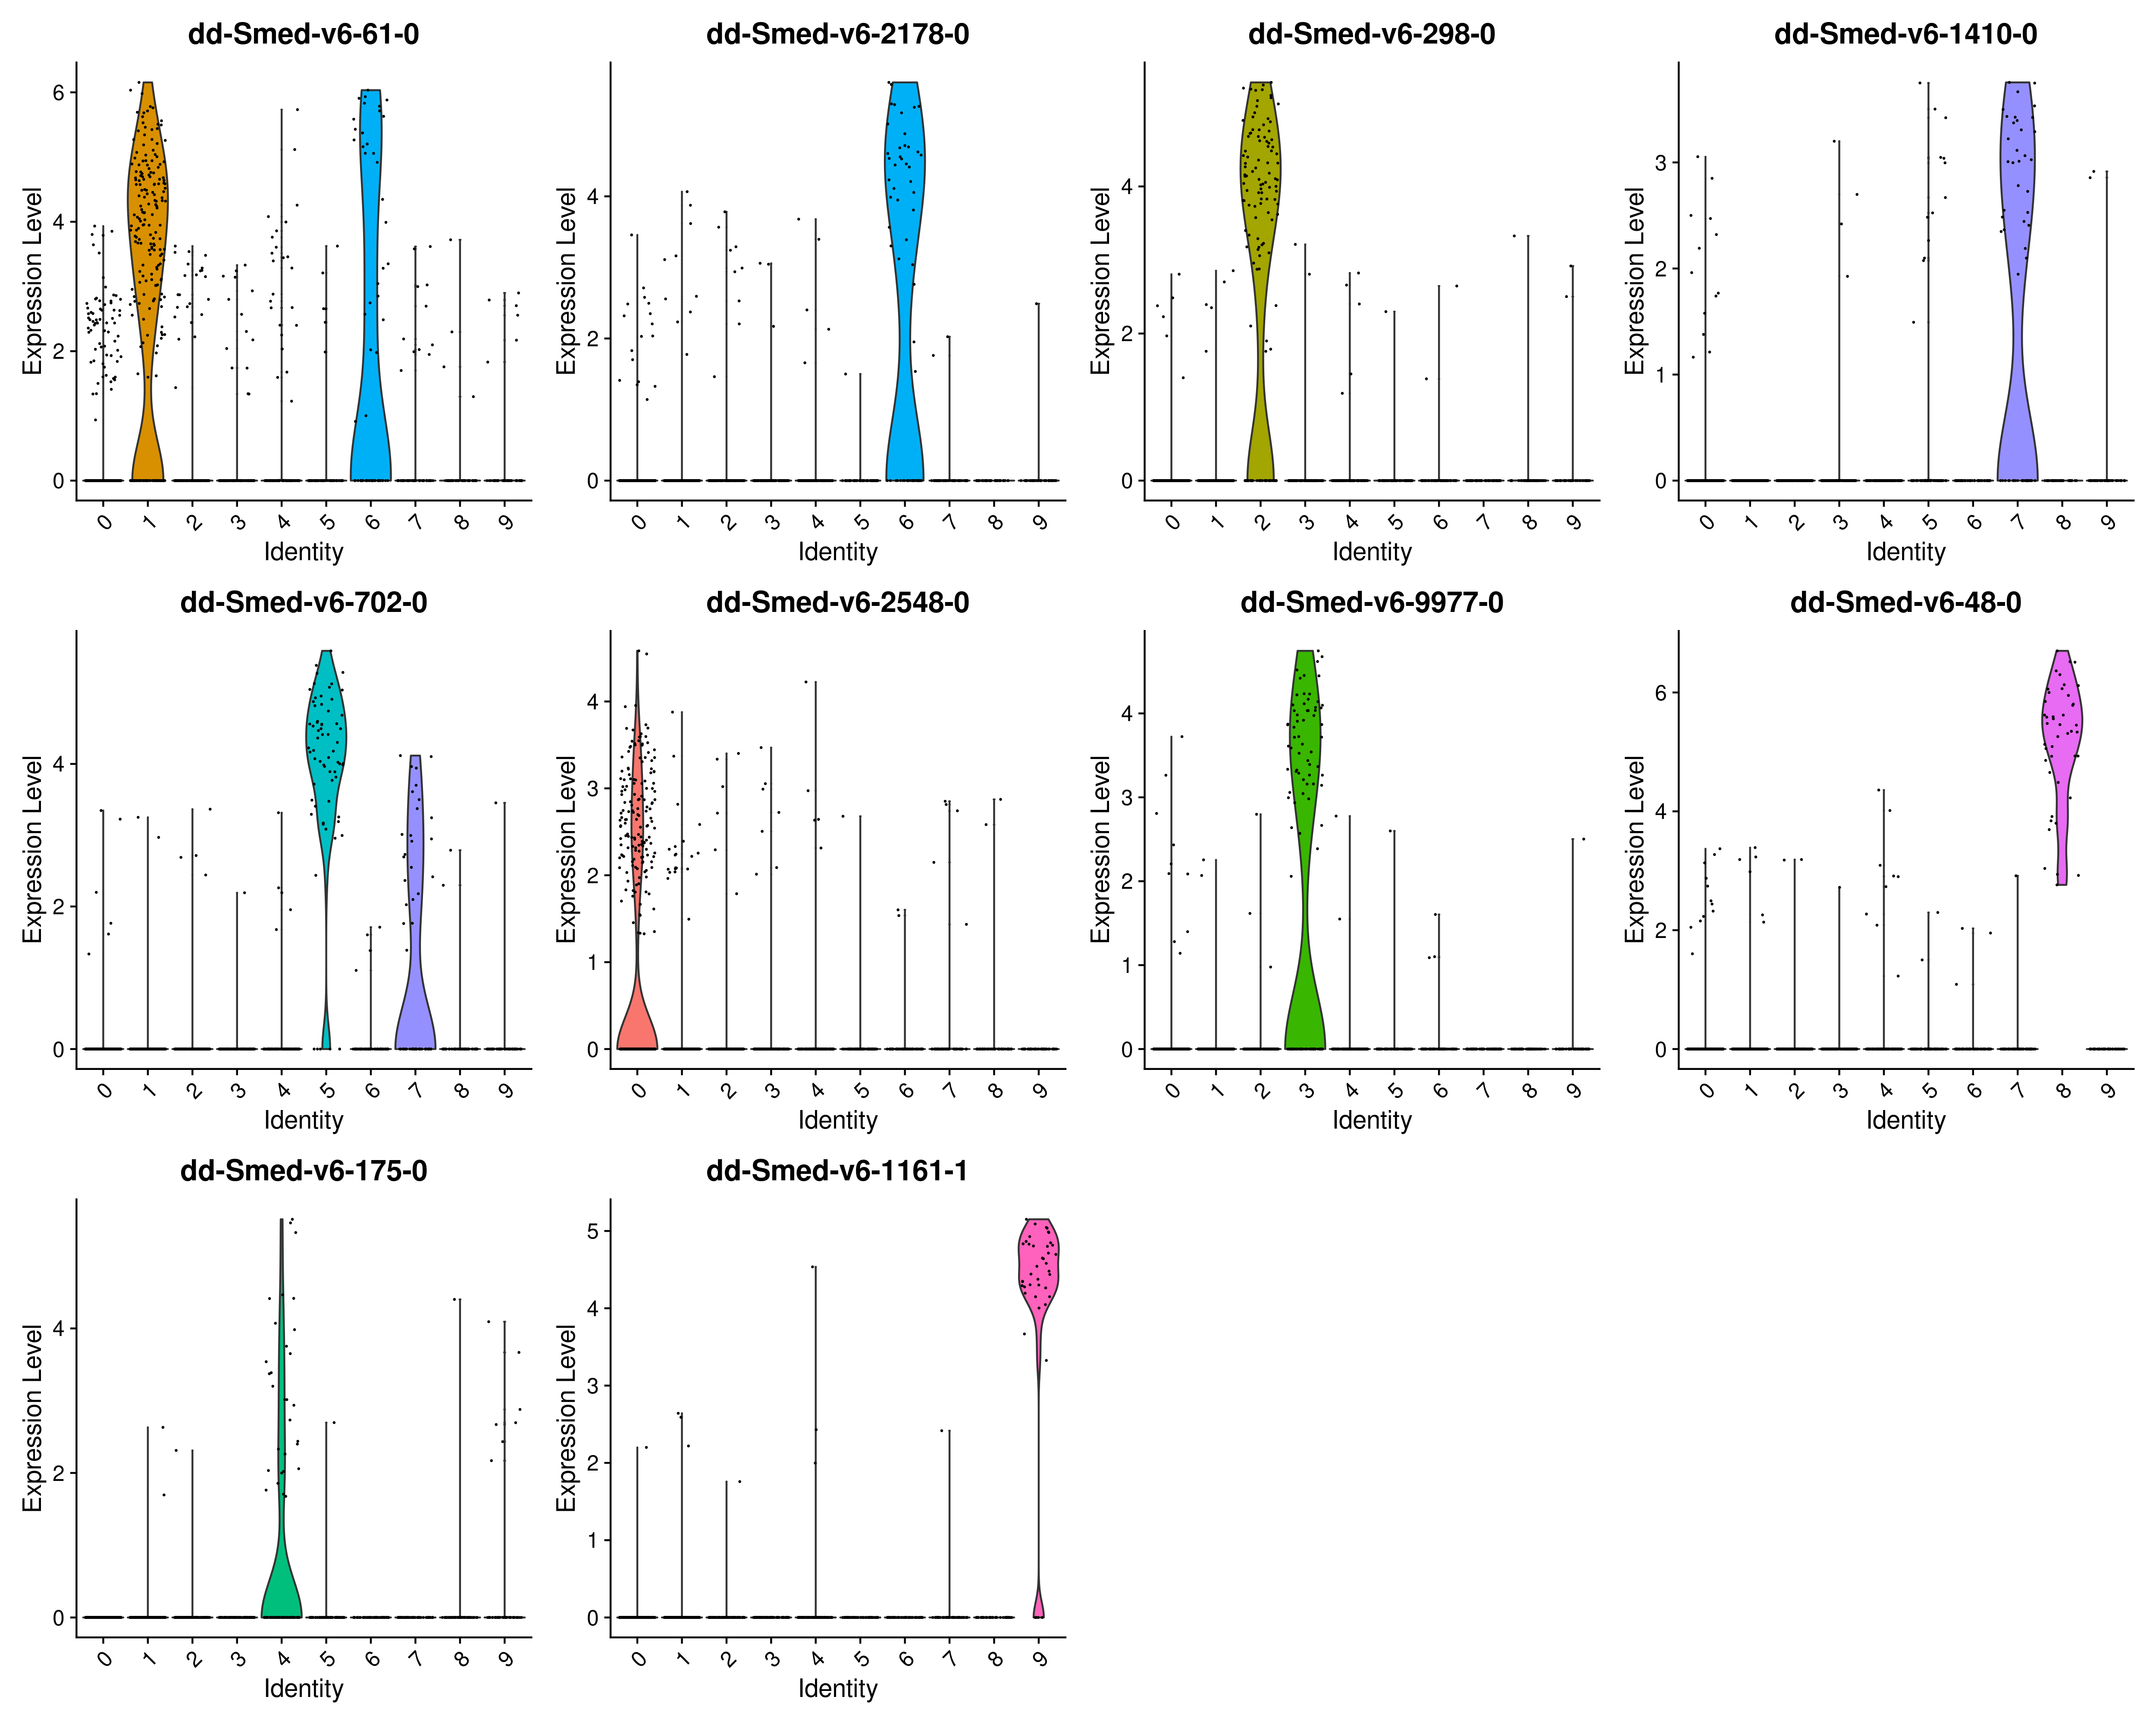 dd-Smed-v6-61-0
dd-Smed-v6-2178-0
dd-Smed-v6-298-0
dd-Smed-v6-1410-0
Expression Level
6
4
2
0
0 1 2 3 4 5 6 7 8 9
Identity
Expression Level
4
2
0
0 1 2 3 4 5 6 7 8 9
Identity
Expression Level
4
2
0
0 1 2 3 4 5 6 7 8 9
Identity
Expression Level
3
2
1
0
0 1 2 3 4 5 6 7 8 9
Identity
dd-Smed-v6-702-0
dd-Smed-v6-2548-0
dd-Smed-v6-9977-0
dd-Smed-v6-48-0
Expression Level
4
2
0
0 1 2 3 4 5 6 7 8 9
Identity
Expression Level
4
3
2
1
0
0 1 2 3 4 5 6 7 8 9
Identity
Expression Level
4
3
2
1
0
0 1 2 3 4 5 6 7 8 9
Identity
Expression Level
6
4
2
0
0 1 2 3 4 5 6 7 8 9
Identity
dd-Smed-v6-175-0
dd-Smed-v6-1161-1
Expression Level
4
2
0
0 1 2 3 4 5 6 7 8 9
Identity
Expression Level
5
4
3
2
1
0
0 1 2 3 4 5 6 7 8 9
Identity